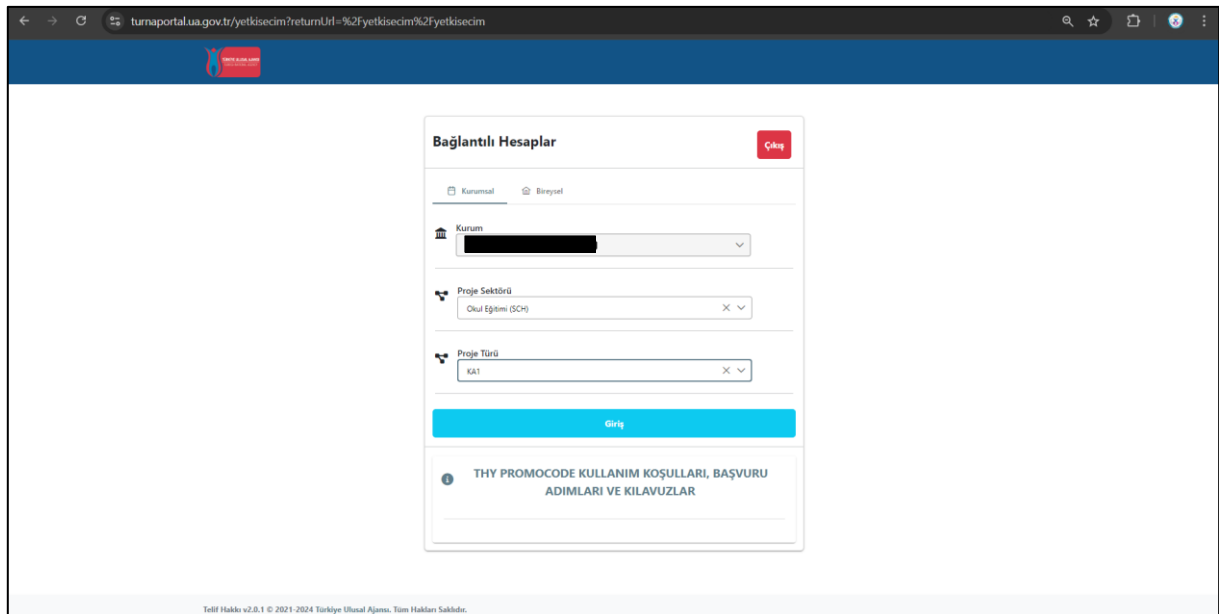 turnaportal.ua.gov.tr/yetkisecim?returnUrl=%2Fyetkisecim%2Fyetkisecim
Bağlantılı Hesaplar
Çıkış
Kurumsal
Bireysel
Kurum
Proje Sektörü
Okul Eğitimi (SCH)
Proje Türü
KA1
Giriş
THY PROMOCODE KULLANIM KOŞULLARI, BAŞVURU
ADIMLARI VE KILAVUZLAR
Telif Hakkı v2.0.1 © 2021-2024 Türkiye Ulusal Ajansı. Tüm Hakları Saklıdır.